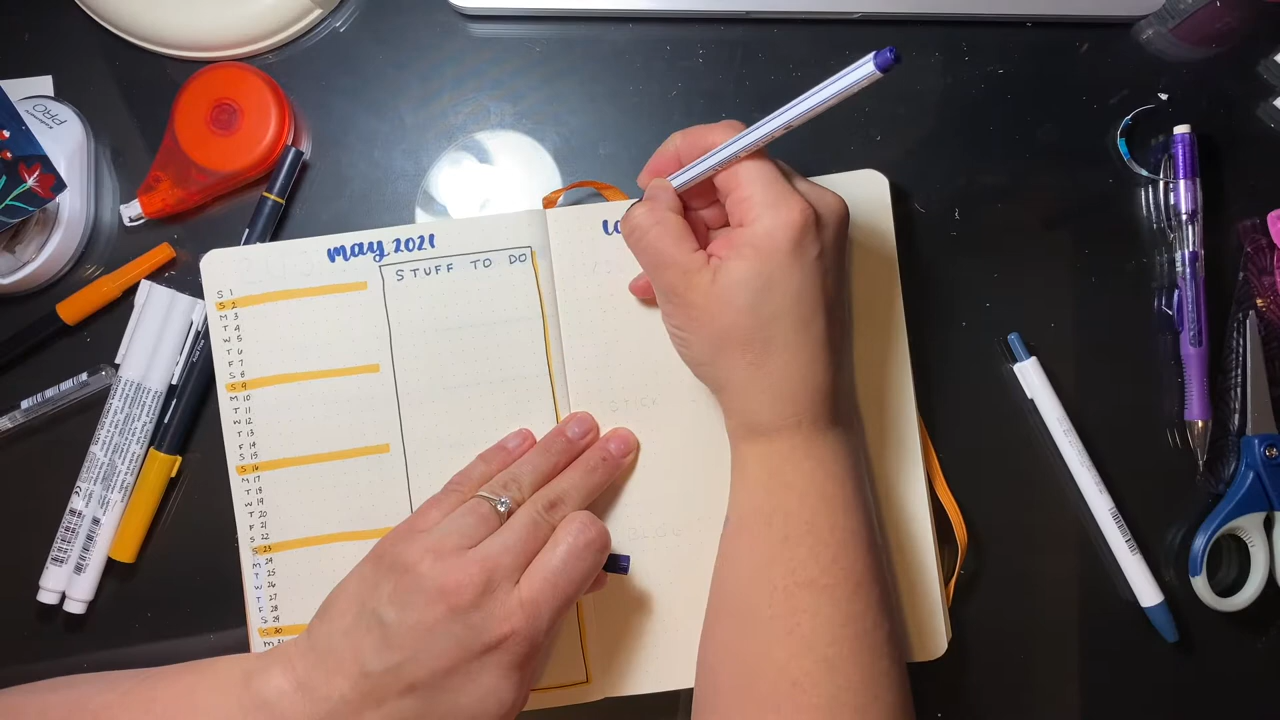 may 2021
STUFF TO DO
S 1
S 2
M 3
T 4
W 5
T 6
F 7
S 8
S 9
M 10
T 11
W 12
T 13
F 14
S 15
S 16
M 17
T 18
W 19
T 20
F 21
S 22
S 23
M 24
T 25
W 26
T 27
F 28
S 29
S 30
M 31
PRO